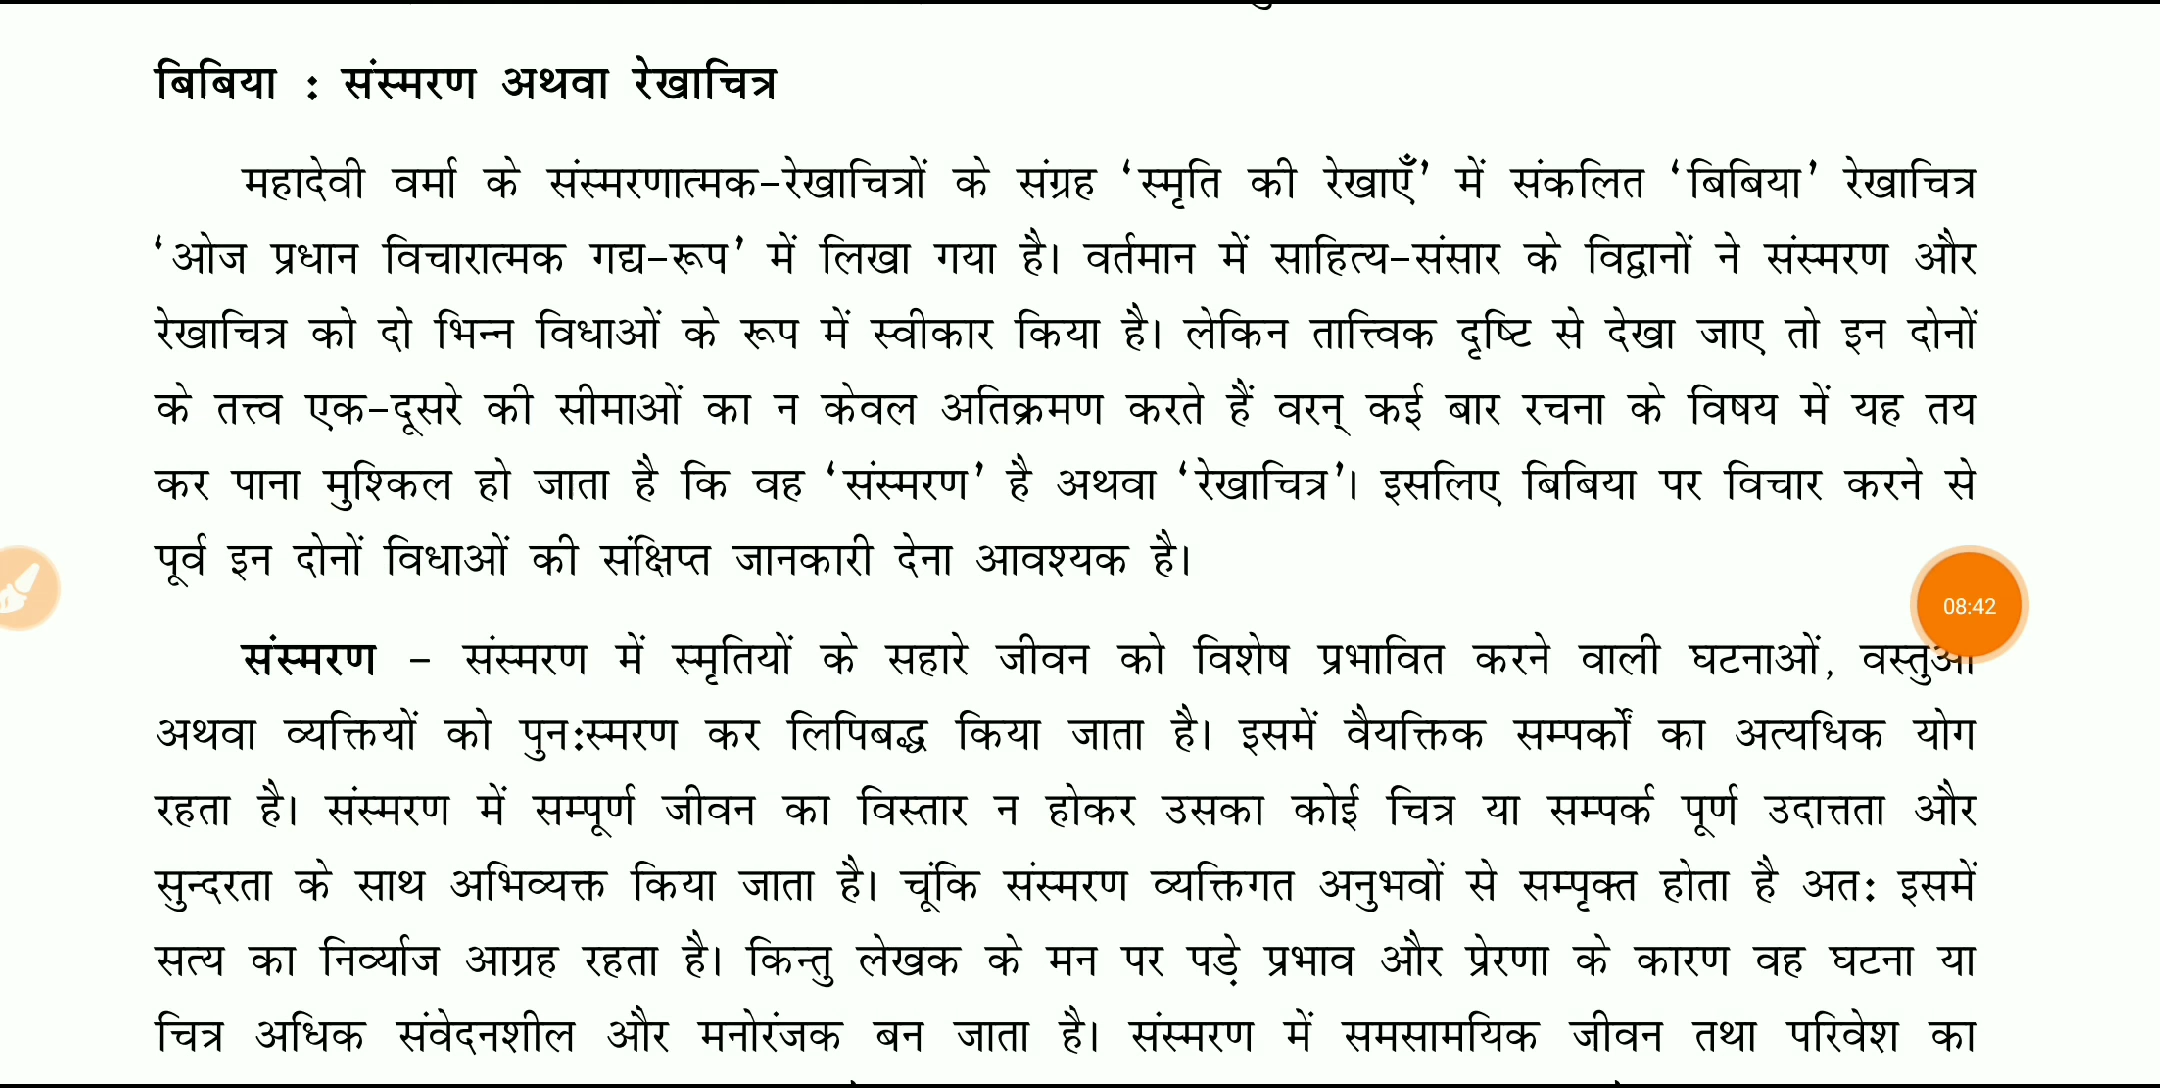 बिबिया : संस्मरण अथवा रेखाचित्र
महादेवी वर्मा के संस्मरणात्मक-रेखाचित्रों के संग्रह ‘स्मृति की रेखाएँ’ में संकलित ‘बिबिया’ रेखाचित्र
‘ओज प्रधान विचारात्मक गद्य-रूप’ में लिखा गया है। वर्तमान में साहित्य-संसार के विद्वानों ने संस्मरण और
रेखाचित्र को दो भिन्न विधाओं के रूप में स्वीकार किया है। लेकिन तात्त्विक दृष्टि से देखा जाए तो इन दोनों
के तत्त्व एक-दूसरे की सीमाओं का न केवल अतिक्रमण करते हैं वरन् कई बार रचना के विषय में यह तय
कर पाना मुश्किल हो जाता है कि वह ‘संस्मरण’ है अथवा ‘रेखाचित्र’। इसलिए बिबिया पर विचार करने से
पूर्व इन दोनों विधाओं की संक्षिप्त जानकारी देना आवश्यक है।
08:42
संस्मरण – संस्मरण में स्मृतियों के सहारे जीवन को विशेष प्रभावित करने वाली घटनाओं,
अथवा व्यक्तियों को पुनःस्मरण कर लिपिबद्ध किया जाता है। इसमें वैयक्तिक सम्पर्कों का अत्यधिक योग
रहता है। संस्मरण में सम्पूर्ण जीवन का विस्तार न होकर उसका कोई चित्र या सम्पर्क पूर्ण उदात्तता और
सुन्दरता के साथ अभिव्यक्त किया जाता है। चूंकि संस्मरण व्यक्तिगत अनुभवों से सम्पृक्त होता है अतः इसमें
सत्य का निर्व्याज आग्रह रहता है। किन्तु लेखक के मन पर पड़े प्रभाव और प्रेरणा के कारण वह घटना या
चित्र अधिक संवेदनशील और मनोरंजक बन जाता है। संस्मरण में समसामयिक जीवन तथा परिवेश का